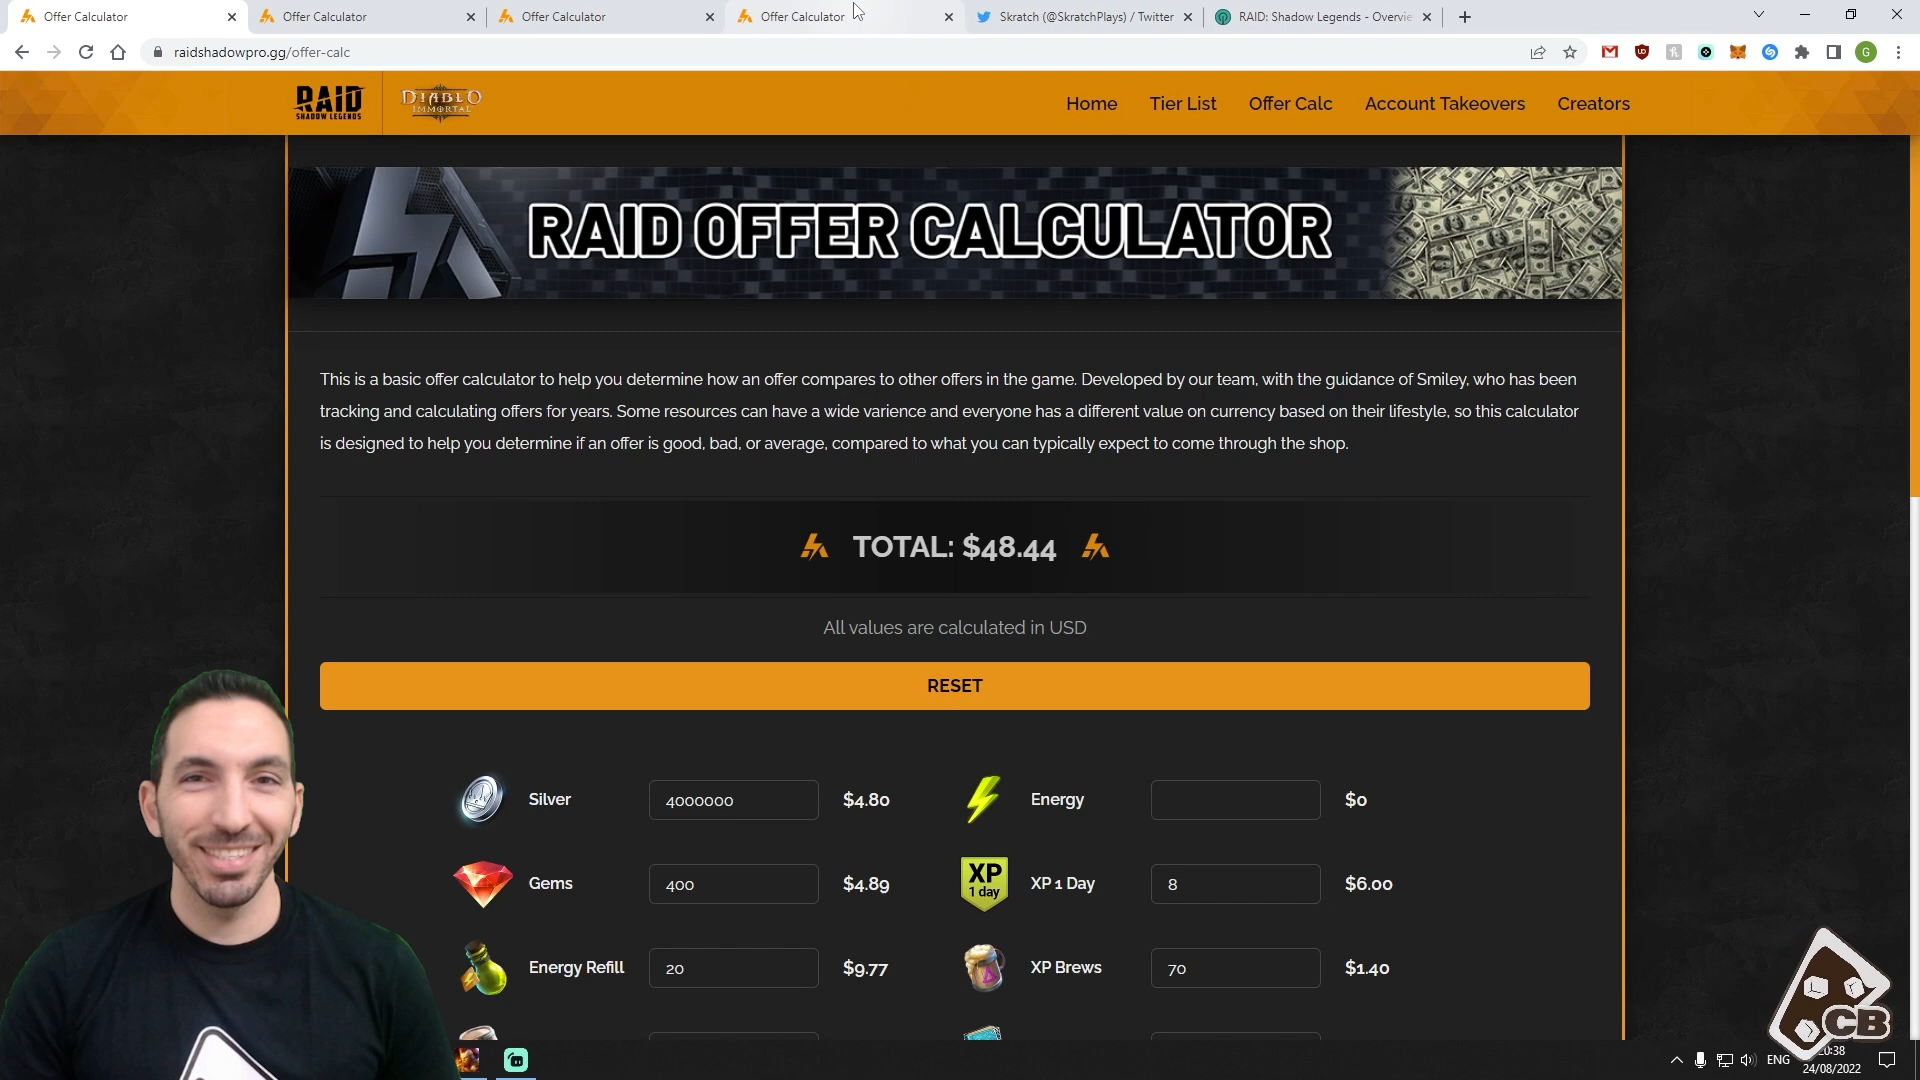 Offer Calculator
Offer Calculator
Offer Calculator
Offer Calculator
Skratch (@SkratchPlays) / Twitter
RAID: Shadow Legends - Overvie
raidshadowpro.gg/offer-calc
G
RAID
SHADOW LEGENDS
DIABLO
IMMORTAL
Home
Tier List
Offer Calc
Account Takeovers
Creators
RAID OFFER CALCULATOR
This is a basic offer calculator to help you determine how an offer compares to other offers in the game. Developed by our team, with the guidance of Smiley, who has been
tracking and calculating offers for years. Some resources can have a wide varience and everyone has a different value on currency based on their lifestyle, so this calculator
is designed to help you determine if an offer is good, bad, or average, compared to what you can typically expect to come through the shop.
TOTAL: $48.44
All values are calculated in USD
RESET
Silver 4000000 $4.80
Energy $0
Gems 400 $4.89
XP 1 day XP 1 Day 8 $6.00
Energy Refill 20 $9.77
XP Brews 70 $1.40
CB
ENG
20:38
24/08/2022